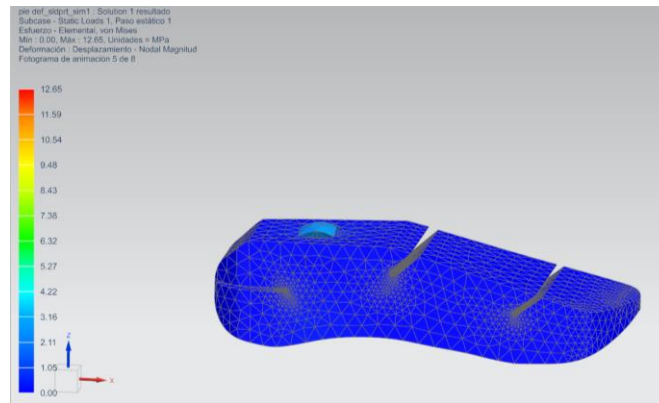 pie def_sldprt_sim1 : Solution 1 resultado
Subcase - Static Loads 1, Paso estático 1
Esfuerzo - Elemental, von Mises
Mín : 0.00, Máx : 12.65, Unidades = MPa
Deformación : Desplazamiento - Nodal Magnitud
Fotograma de animación 5 de 8
12.65
11.59
10.54
9.48
8.43
7.38
6.32
5.27
4.22
3.16
2.11
1.05
0.00
Z
X